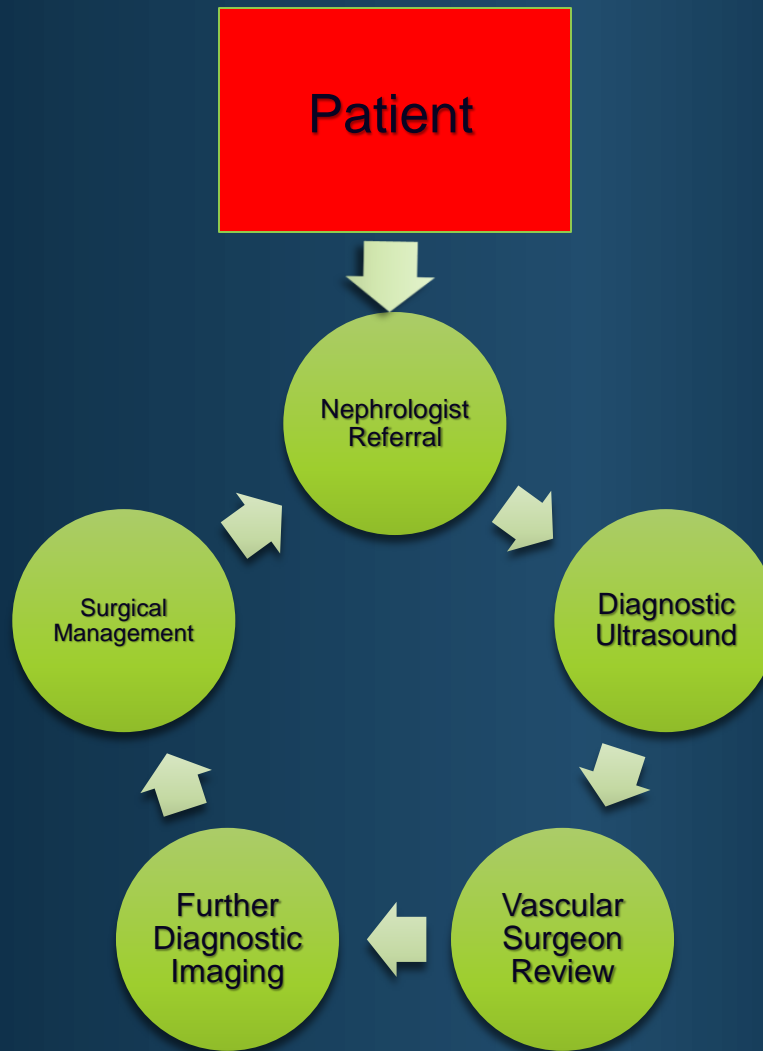 Patient
Nephrologist
Referral
Diagnostic
Ultrasound
Vascular
Surgeon
Review
Further
Diagnostic
Imaging
Surgical
Management